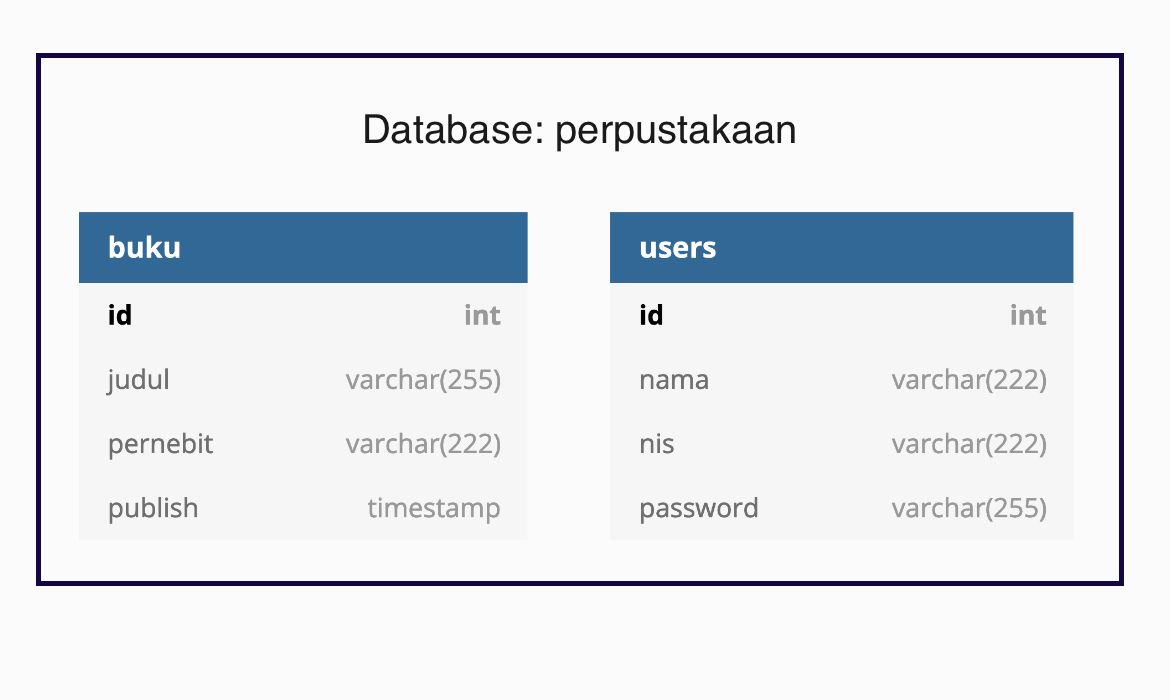 Database: perpustakaan
buku
id int
judul varchar(255)
pernebit varchar(222)
publish timestamp
users
id int
nama varchar(222)
nis varchar(222)
password varchar(255)